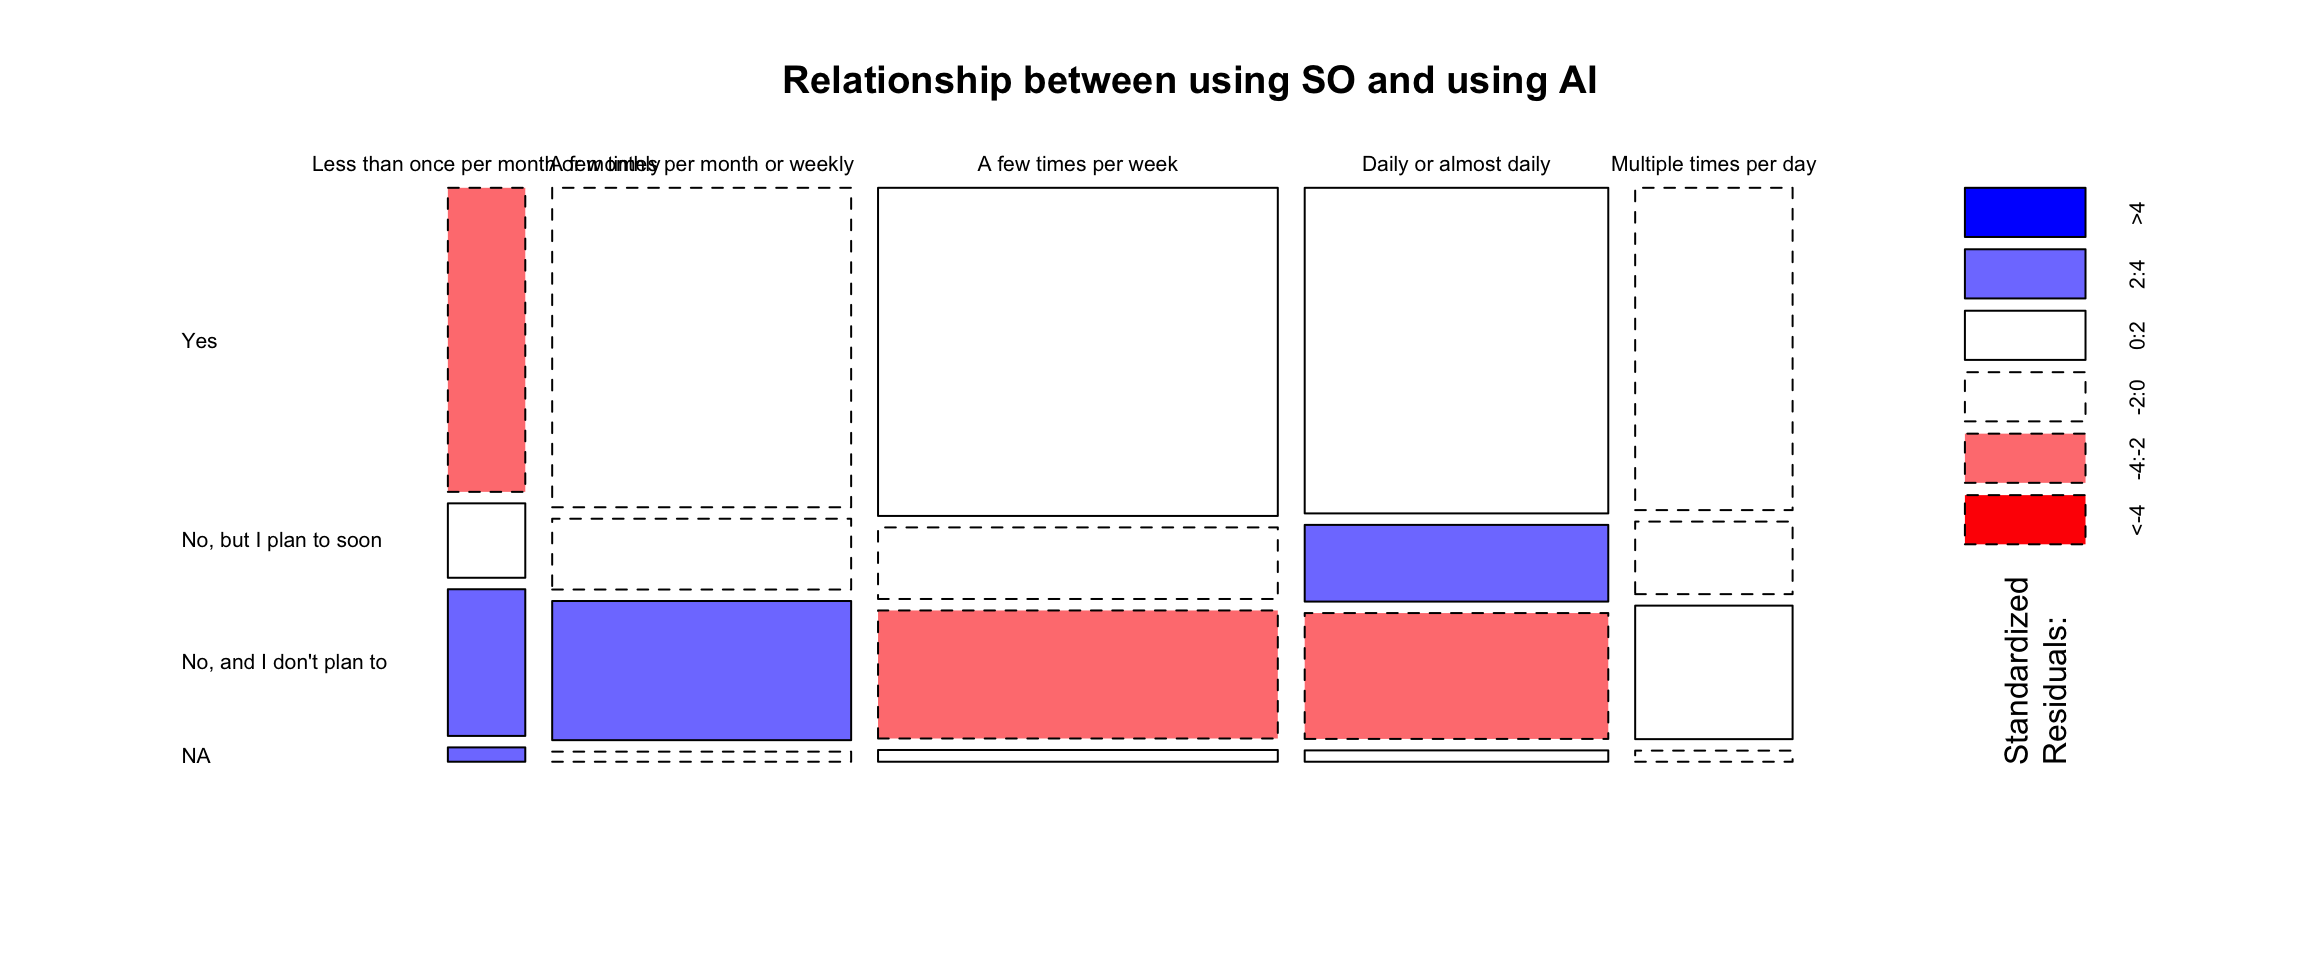 Relationship between using SO and using AI
Less than once per month or monthly
A few times per month or weekly
A few times per week
Daily or almost daily
Multiple times per day
Yes
No, but I plan to soon
No, and I don't plan to
NA
>4
2:4
0:2
-2:0
-4:-2
<-4
Standardized
Residuals: